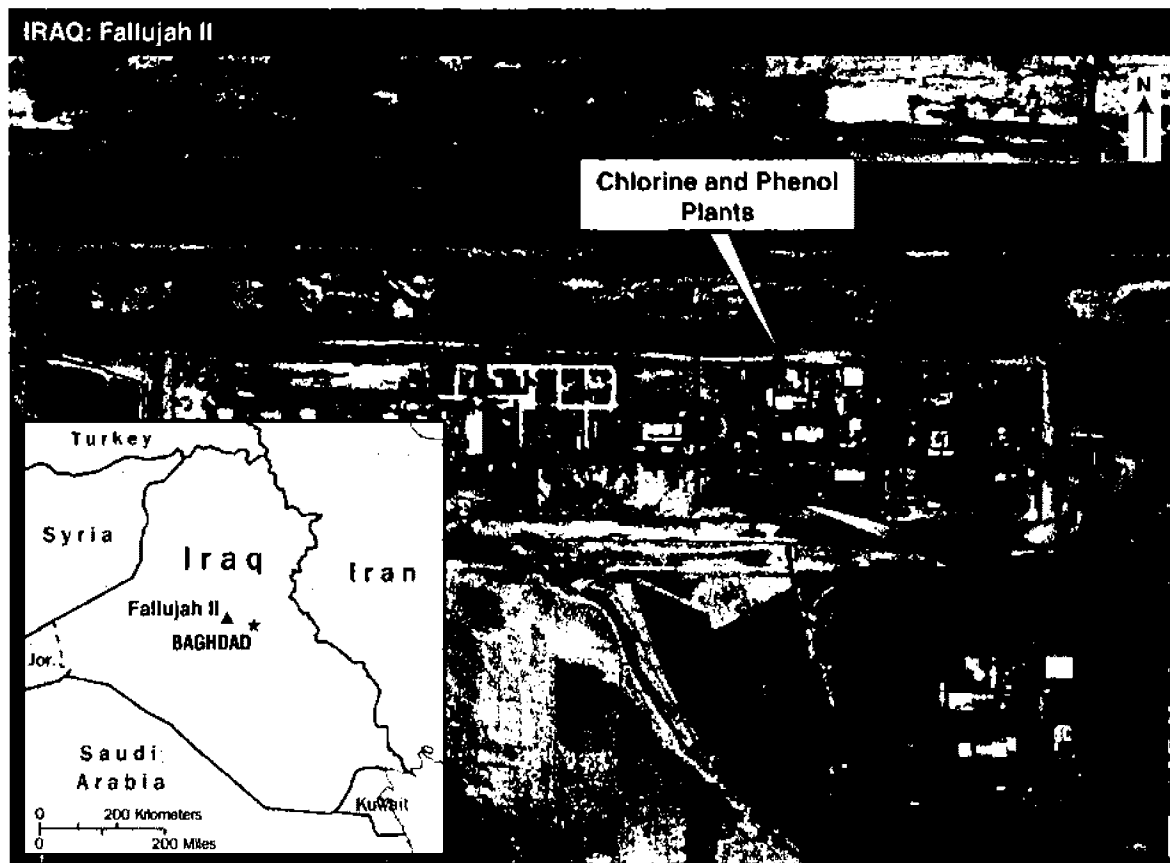 IRAQ: Fallujah II
N
Chlorine and Phenol
Plants
Turkey
Syria
Iraq
Iran
Fallujah II
BAGHDAD
Jor.
Saudi
Arabia
Kuwait
0 200 Kilometers
0 200 Miles